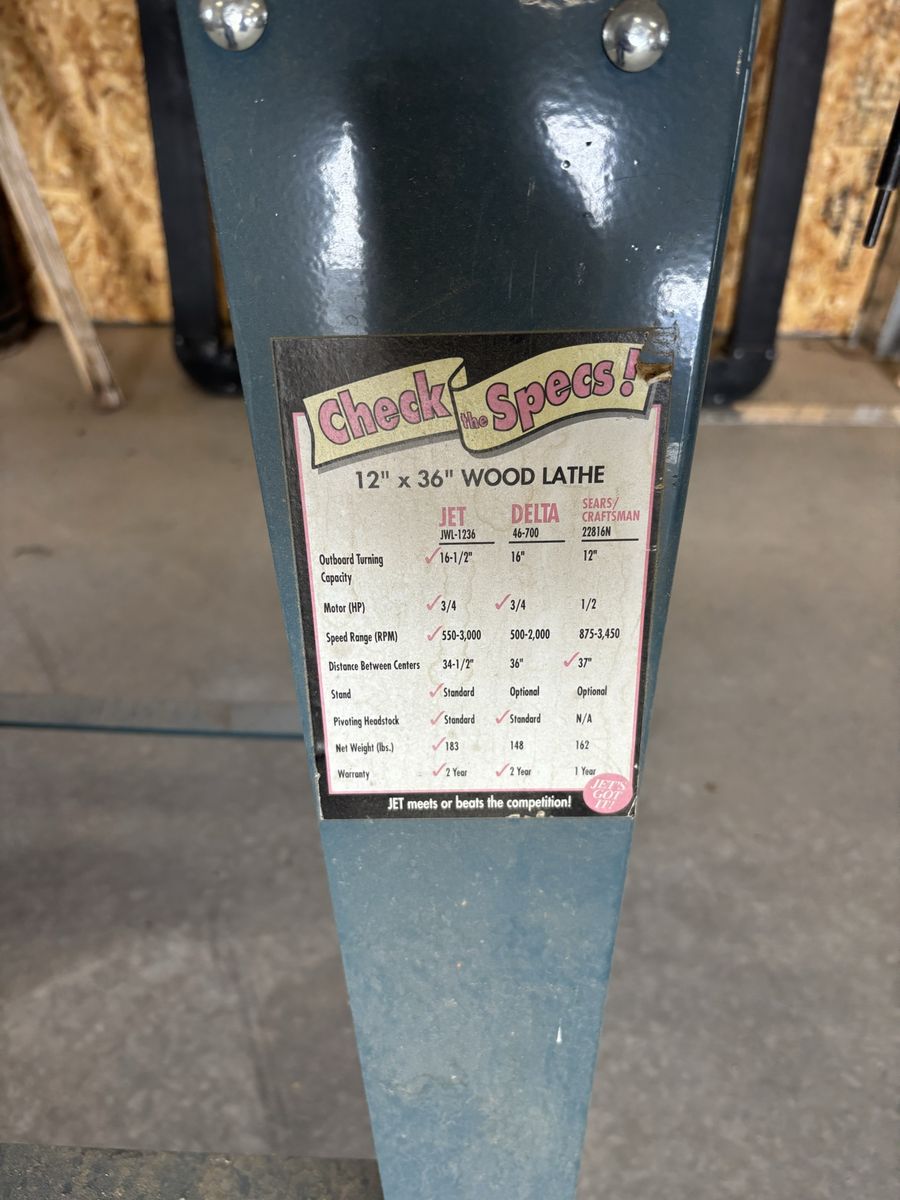 Check the Specs!
12" x 36" WOOD LATHE
JET DELTA SEARS/CRAFTSMAN
JWL-1236 46-700 22816N
Outboard Turning Capacity ✓16-1/2" 16" 12"
Motor (HP) ✓3/4 ✓3/4 1/2
Speed Range (RPM) ✓550-3,000 500-2,000 875-3,450
Distance Between Centers 34-1/2" 36" ✓37"
Stand ✓Standard Optional Optional
Pivoting Headstock ✓Standard ✓Standard N/A
Net Weight (lbs.) ✓183 148 162
Warranty ✓2 Year ✓2 Year 1 Year
JET'S GOT IT!
JET meets or beats the competition!